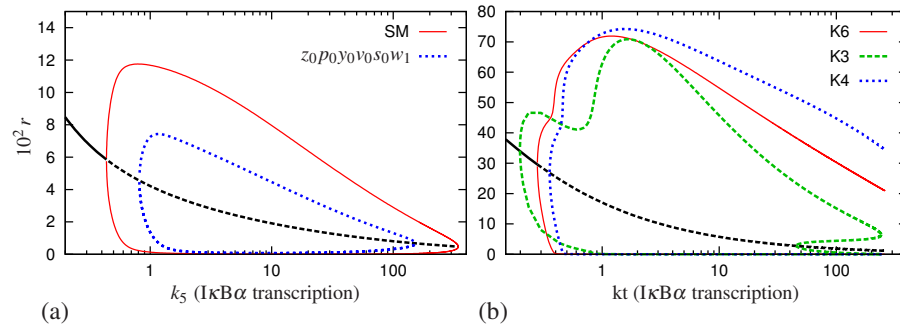 14
12
10
8
6
4
2
0
10² r
1
10
100
k₅ (IκBα transcription)
SM
z₀p₀y₀v₀s₀w₁
(a)
80
70
60
50
40
30
20
10
0
1
10
100
kt (IκBα transcription)
K6
K3
K4
(b)